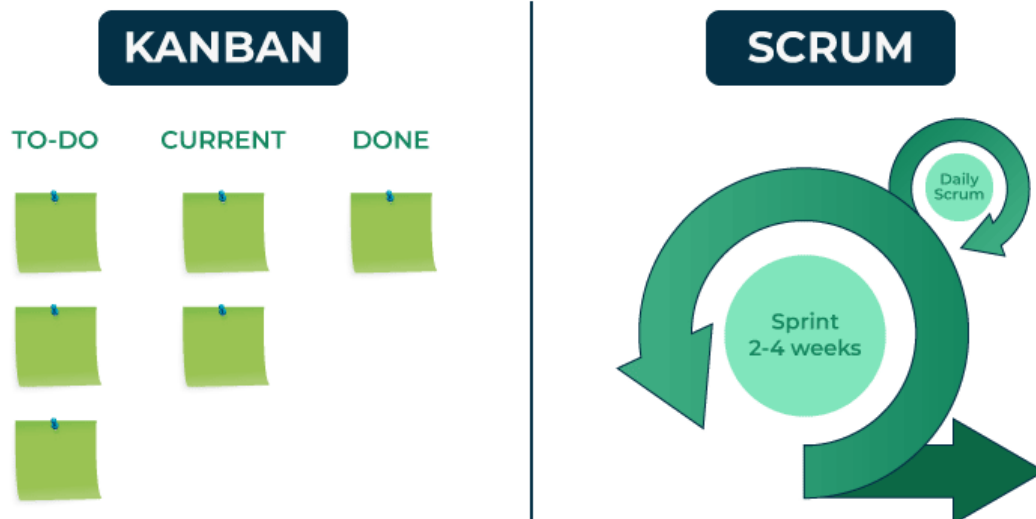 KANBAN
TO-DO CURRENT DONE
SCRUM
Daily
Scrum
Sprint
2-4 weeks